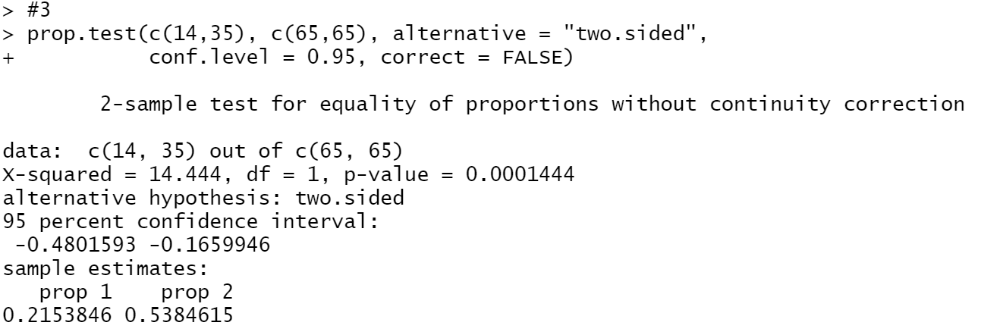 > #3
> prop.test(c(14,35), c(65,65), alternative = "two.sided",
+           conf.level = 0.95, correct = FALSE)
        2-sample test for equality of proportions without continuity correction
data:  c(14, 35) out of c(65, 65)
X-squared = 14.444, df = 1, p-value = 0.0001444
alternative hypothesis: two.sided
95 percent confidence interval:
 -0.4801593 -0.1659946
sample estimates:
   prop 1    prop 2
0.2153846 0.5384615